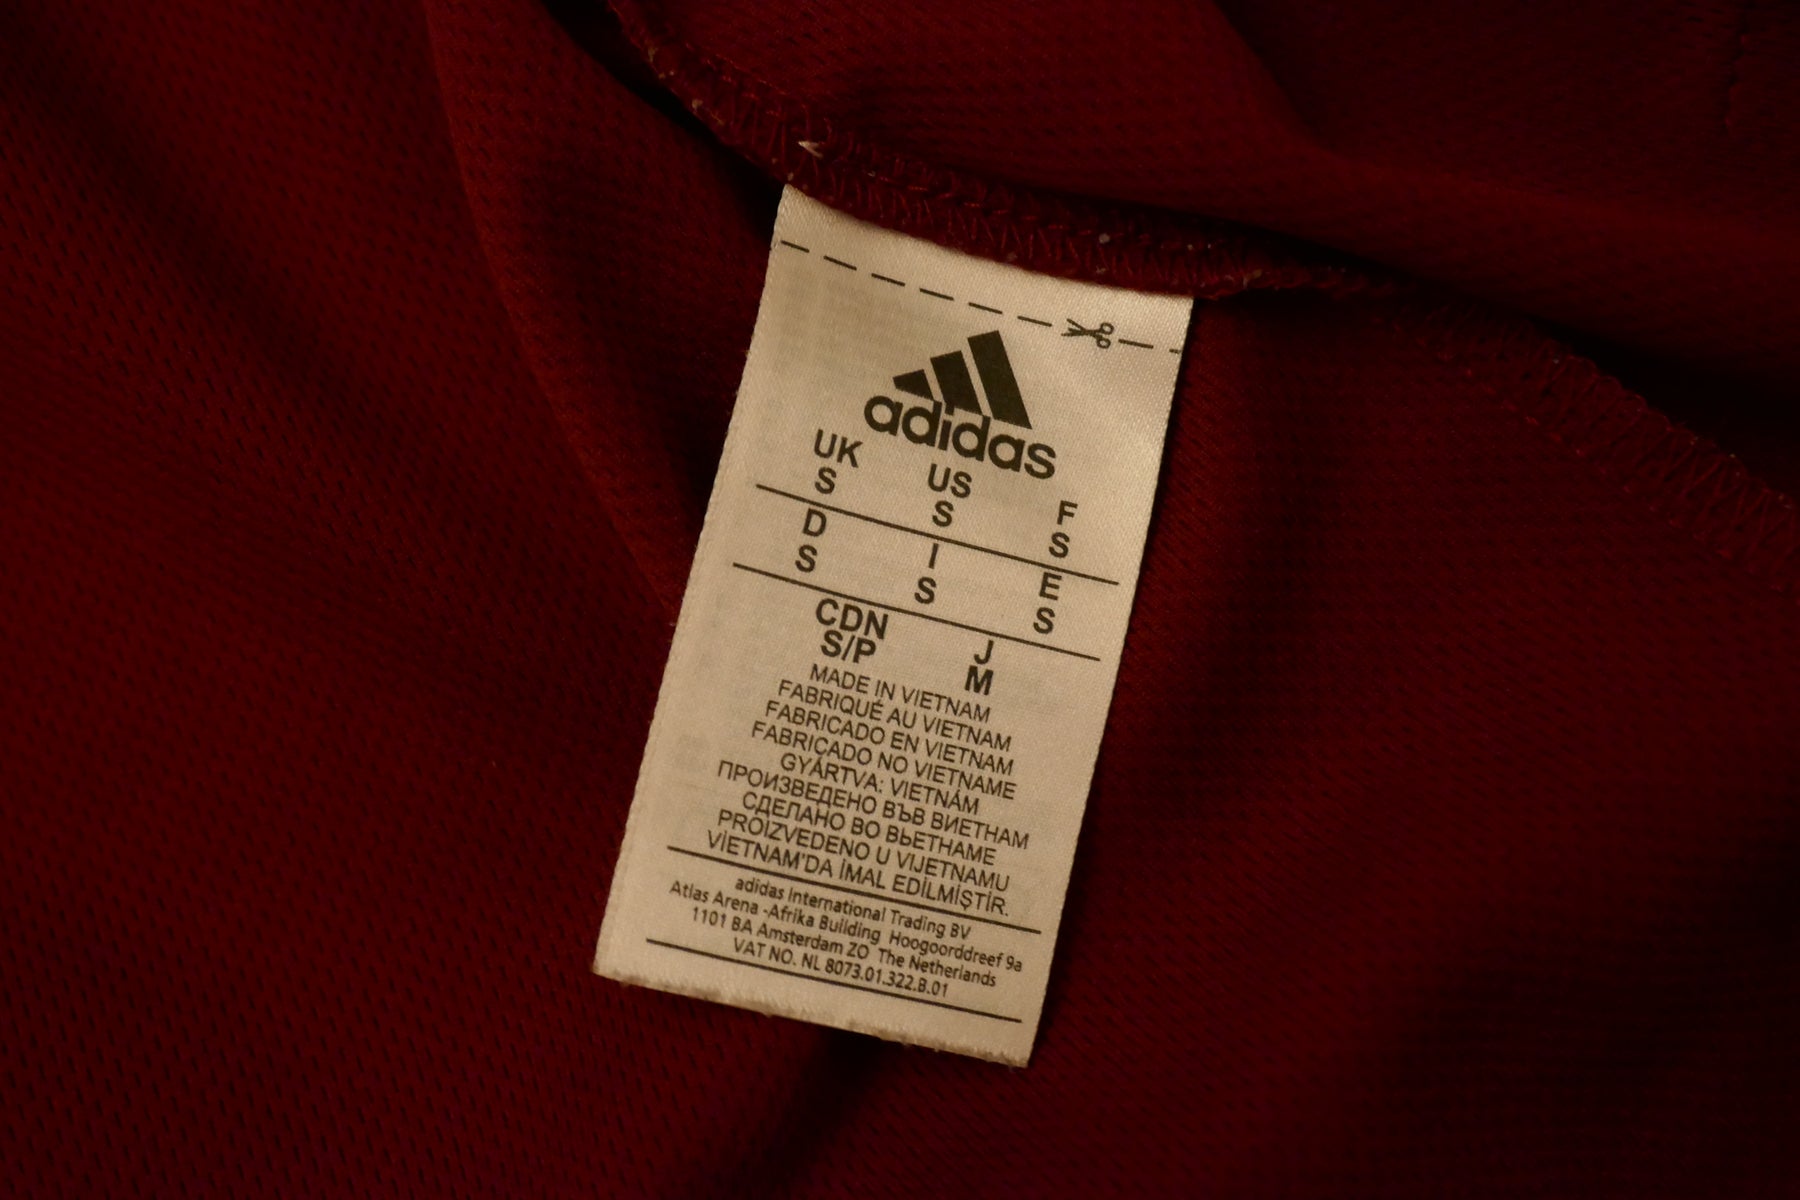 adidas
UK US F
S S S
D I E
S S S
CDN J
S/P M
MADE IN VIETNAM
FABRIQUÉ AU VIETNAM
FABRICADO EN VIETNAM
FABRICADO NO VIETNAME
GYÁRTVA: VIETNÁM
ПРОИЗВЕДЕНО ВЪВ ВИЕТНАМ
СДЕЛАНО ВО ВЬЕТНАМЕ
PROIZVEDENO U VIJETNAMU
VİETNAM'DA İMAL EDİLMİŞTİR.
adidas International Trading BV
Atlas Arena -Afrika Building Hoogoorddreef 9a
1101 BA Amsterdam ZO The Netherlands
VAT NO. NL 8073.01.322.B.01